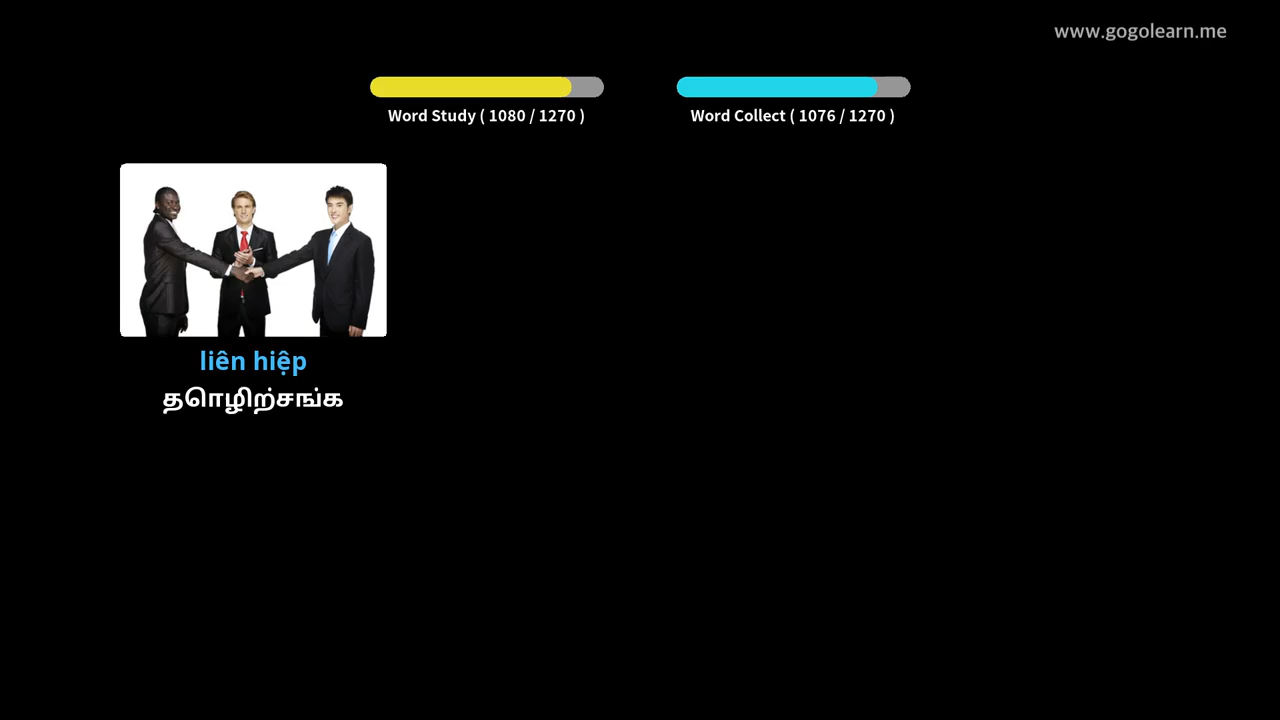 www.gogolearn.me
Word Study ( 1080 / 1270 )
Word Collect ( 1076 / 1270 )
liên hiệp
தொழிற்சங்க